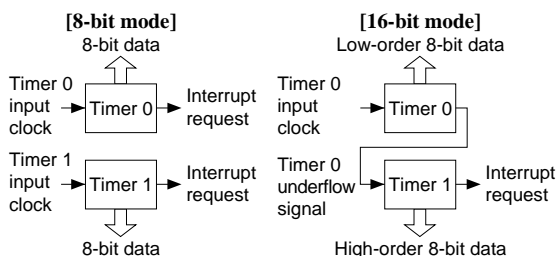 [8-bit mode]
8-bit data
Timer 0
input
clock
Timer 0
Interrupt
request
Timer 1
input
clock
Timer 1
Interrupt
request
8-bit data
[16-bit mode]
Low-order 8-bit data
Timer 0
input
clock
Timer 0
Timer 0
underflow
signal
Timer 1
Interrupt
request
High-order 8-bit data